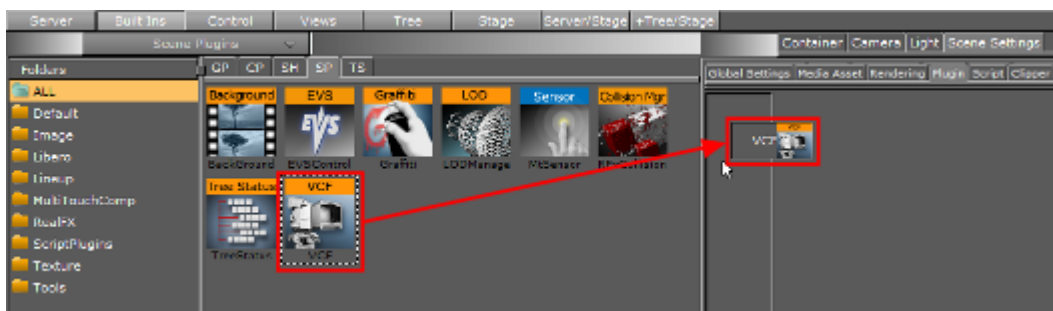 Server Built Ins Control Views Tree Stage Server/Stage +Tree/Stage
Scene Plugins
Container Camera Light Scene Settings
Folders
GP CP SH SP TS
Global Settings Media Asset Rendering Plugin Script Clipper
ALL
Default
Image
Libero
Lineup
MultiTouchComp
RealFX
ScriptPlugins
Texture
Tools
Background EVS Graffiti LOD Sensor Collision Mgr
EVS
BackGround EVSControl Graffiti LODManage MtSensor RFxCollision
Tree Status VCF
TreeStatus VCF
VCF VCF